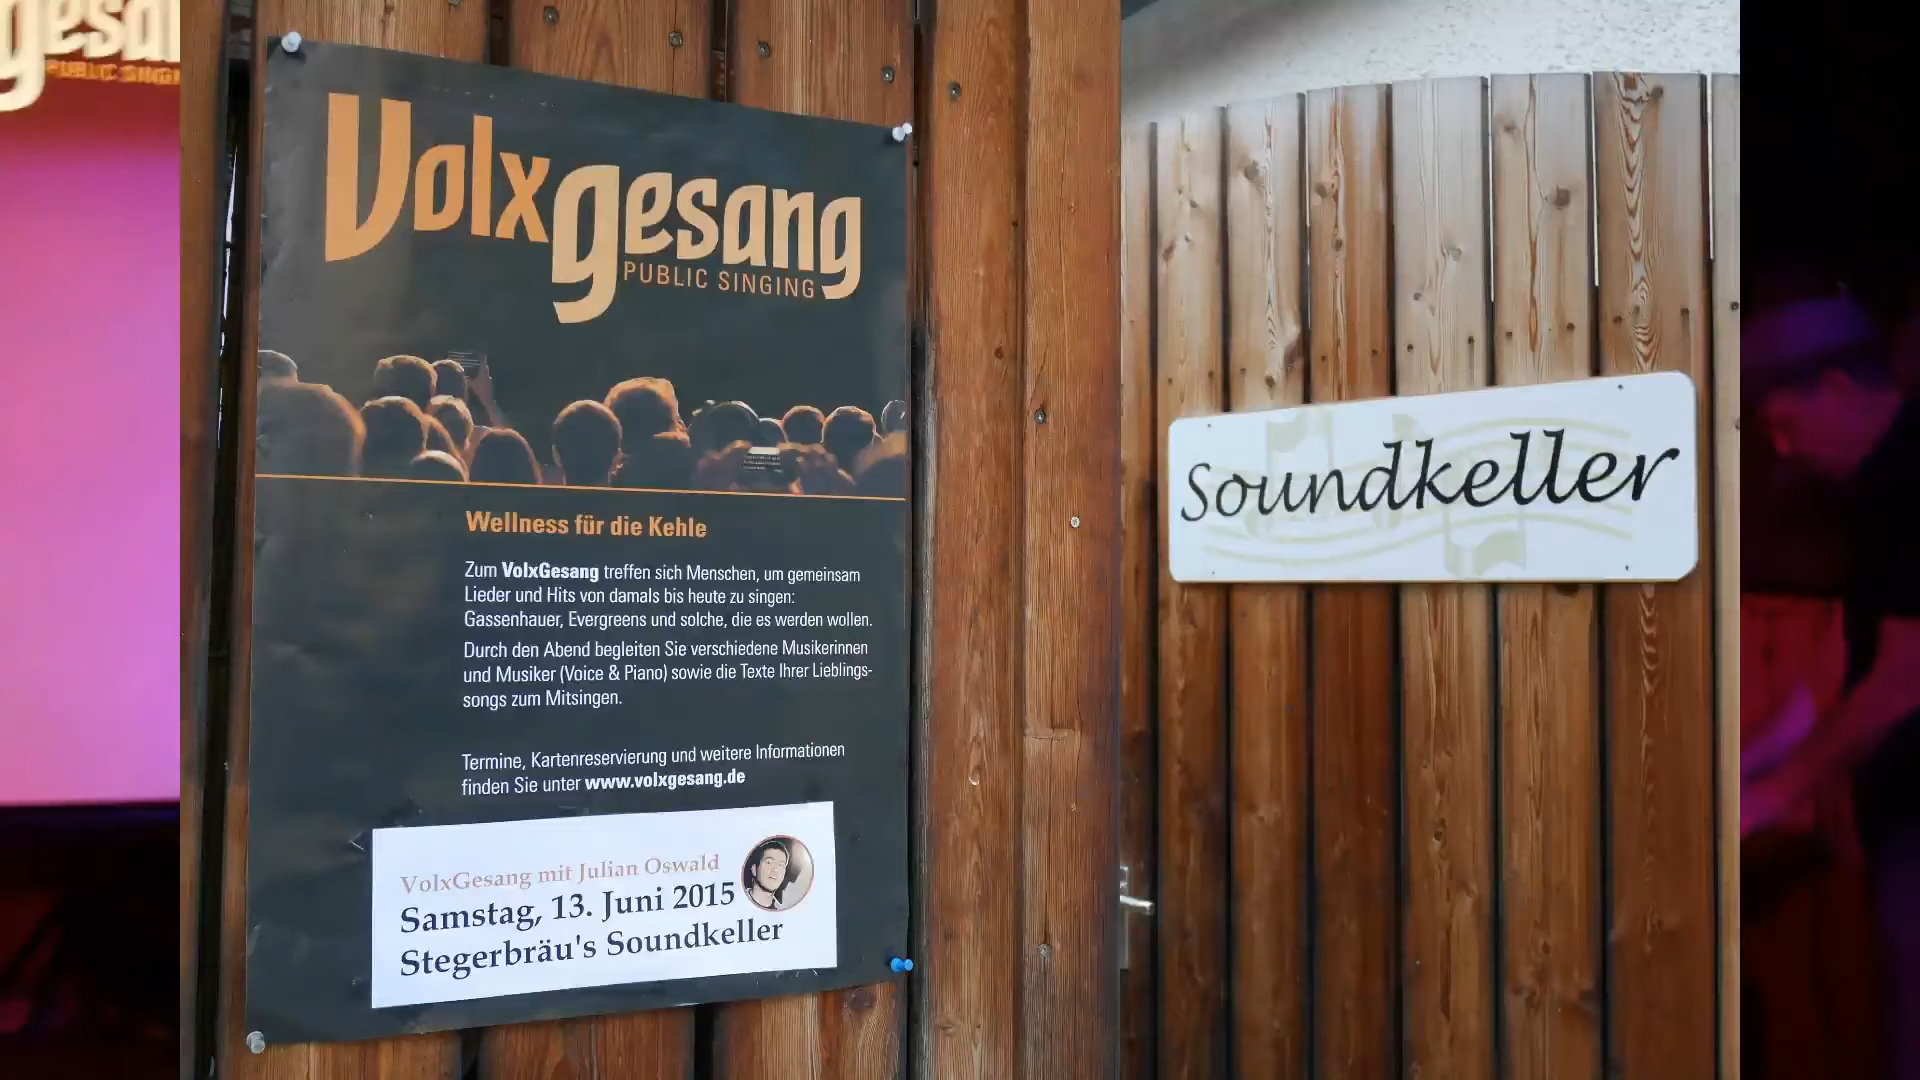 gesa
PUBLIC SINGI
Volxgesang
PUBLIC SINGING
Wellness für die Kehle
Zum VolxGesang treffen sich Menschen, um gemeinsam
Lieder und Hits von damals bis heute zu singen:
Gassenhauer, Evergreens und solche, die es werden wollen.
Durch den Abend begleiten Sie verschiedene Musikerinnen
und Musiker (Voice & Piano) sowie die Texte Ihrer Lieblings-
songs zum Mitsingen.
Termine, Kartenreservierung und weitere Informationen
finden Sie unter www.volxgesang.de
VolxGesang mit Julian Oswald
Samstag, 13. Juni 2015
Stegerbräu's Soundkeller
Soundkeller